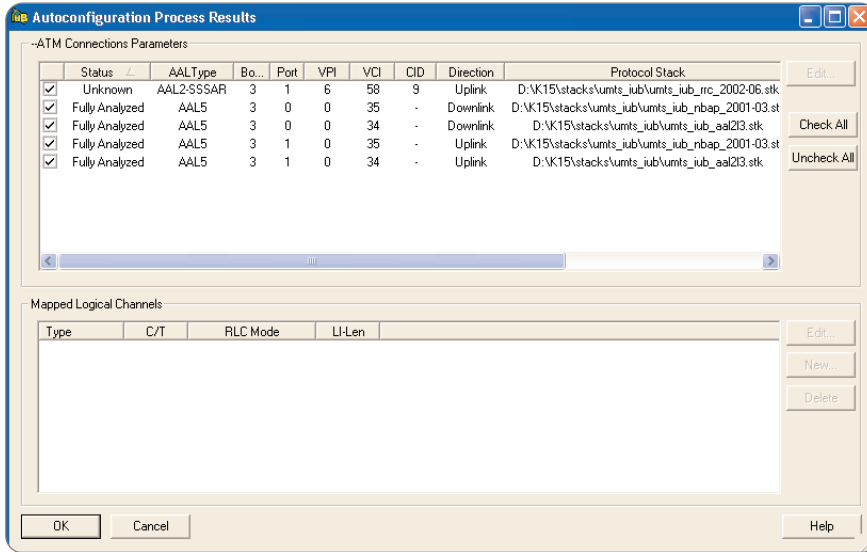 Autoconfiguration Process Results
--ATM Connections Parameters
Status AALType Bo... Port VPI VCI CID Direction Protocol Stack
Unknown AAL2-SSSAR 3 1 6 58 9 Uplink D:\K15\stacks\umts_iub\umts_iub_rrc_2002-06.stk
Fully Analyzed AAL5 3 0 0 35 - Downlink D:\K15\stacks\umts_iub\umts_iub_nbap_2001-03.st
Fully Analyzed AAL5 3 0 0 34 - Downlink D:\K15\stacks\umts_iub\umts_iub_aal2l3.stk
Fully Analyzed AAL5 3 1 0 35 - Uplink D:\K15\stacks\umts_iub\umts_iub_nbap_2001-03.st
Fully Analyzed AAL5 3 1 0 34 - Uplink D:\K15\stacks\umts_iub\umts_iub_aal2l3.stk
Edit...
Check All
Uncheck All
Mapped Logical Channels
Type C/T RLC Mode LI-Len
Edit...
New...
Delete
OK Cancel Help